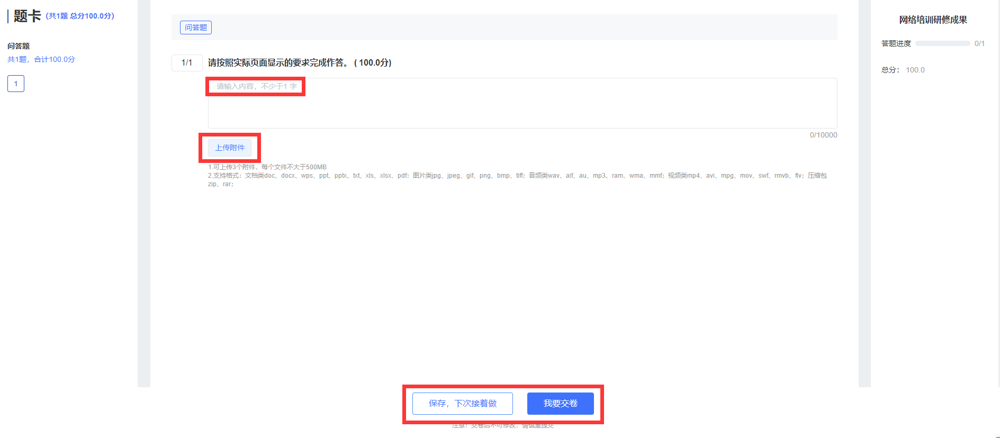 题卡 (共1题 总分100.0分)
问答题
共1题，合计100.0分
1
问答题
1/1 请按照实际页面显示的要求完成作答。 ( 100.0分)
请输入内容，不少于1 字
0/10000
上传附件
1.可上传3个附件，每个文件不大于500MB
2.支持格式：文档类doc、docx、wps、ppt、pptx、txt、xls、xlsx、pdf；图片类jpg、jpeg、gif、png、bmp、tiff；音频类wav、aif、au、mp3、ram、wma、mmf；视频类mp4、avi、mpg、mov、swf、rmvb、flv；压缩包
zip、rar；
保存，下次接着做 我要交卷
注意：交卷后不可修改，请慎重提交
网络培训研修成果
答题进度 0/1
总分： 100.0